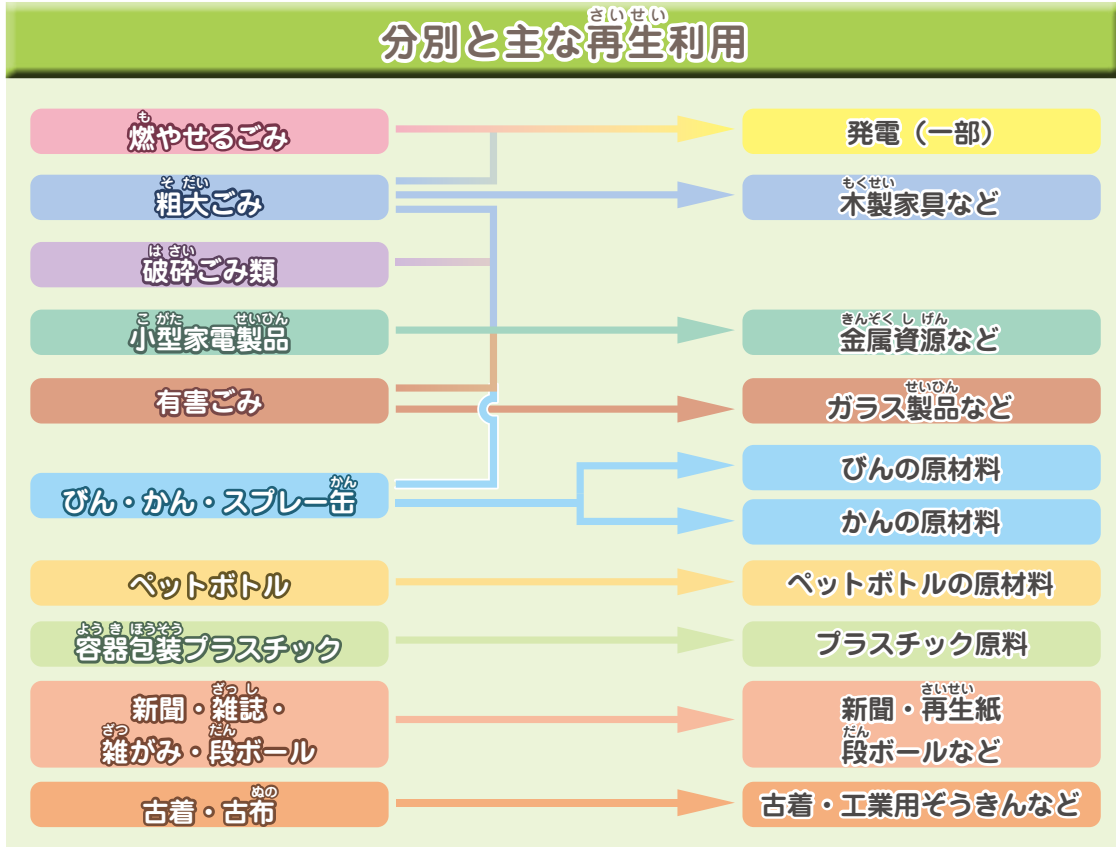 分別と主な再生利用
燃やせるごみ
発電（一部）
粗大ごみ
木製家具など
破砕ごみ類
小型家電製品
金属資源など
有害ごみ
ガラス製品など
びん・かん・スプレー缶
びんの原材料
かんの原材料
ペットボトル
ペットボトルの原材料
容器包装プラスチック
プラスチック原料
新聞・雑誌・
雑がみ・段ボール
新聞・再生紙
段ボールなど
古着・古布
古着・工業用ぞうきんなど